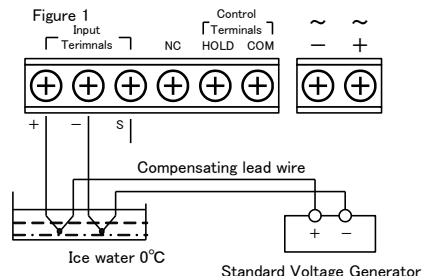 Figure 1
Input
Terimnals
NC
Control
Terminals
HOLD COM
~ ~
− +
+ − S
Compensating lead wire
Ice water 0°C
+ −
Standard Voltage Generator